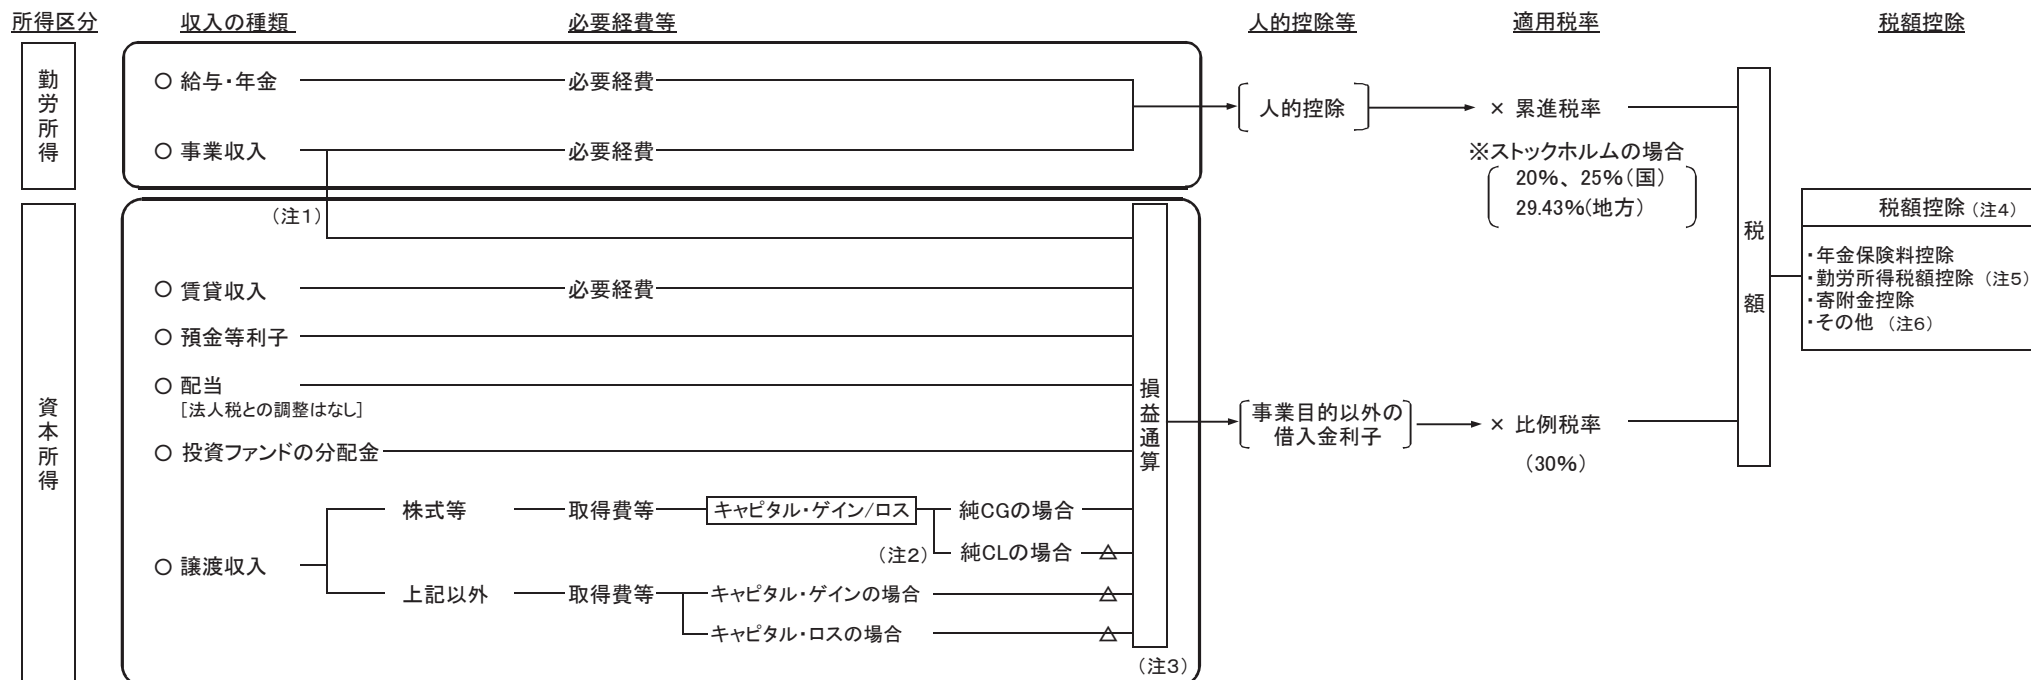 所得区分 収入の種類 必要経費等 人的控除等 適用税率 税額控除
勤労所得
○ 給与・年金 必要経費
人的控除 × 累進税率
○ 事業収入 必要経費
※ストックホルムの場合
20%、25%(国)
29.43%(地方)
(注1)
資本所得
○ 賃貸収入 必要経費
○ 預金等利子
○ 配当
[法人税との調整はなし]
○ 投資ファンドの分配金
○ 譲渡収入
株式等 取得費等 キャピタル・ゲイン/ロス 純CGの場合
(注2) 純CLの場合 △
上記以外 取得費等 キャピタル・ゲインの場合 △
キャピタル・ロスの場合 △
損益通算
(注3)
事業目的以外の
借入金利子
× 比例税率
(30%)
税額
税額控除 (注4)
・年金保険料控除
・勤労所得税額控除 (注5)
・寄附金控除
・その他 (注6)